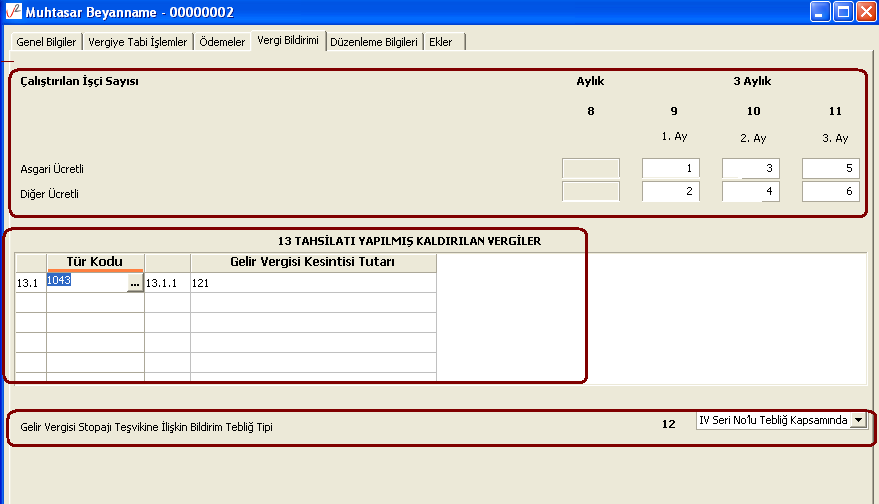 Muhtasar Beyanname - 00000002
Genel Bilgiler Vergiye Tabi İşlemler Ödemeler Vergi Bildirimi Düzenleme Bilgileri Ekler
Çalıştırılan İşçi Sayısı Aylık 3 Aylık
8 9 10 11
1. Ay 2. Ay 3. Ay
Asgari Ücretli 1 3 5
Diğer Ücretli 2 4 6
13 TAHSİLATI YAPILMIŞ KALDIRILAN VERGİLER
Tür Kodu Gelir Vergisi Kesintisi Tutarı
13.1 1043 ... 13.1.1 121
Gelir Vergisi Stopajı Teşvikine İlişkin Bildirim Tebliğ Tipi 12 IV Seri No'lu Tebliğ Kapsamında